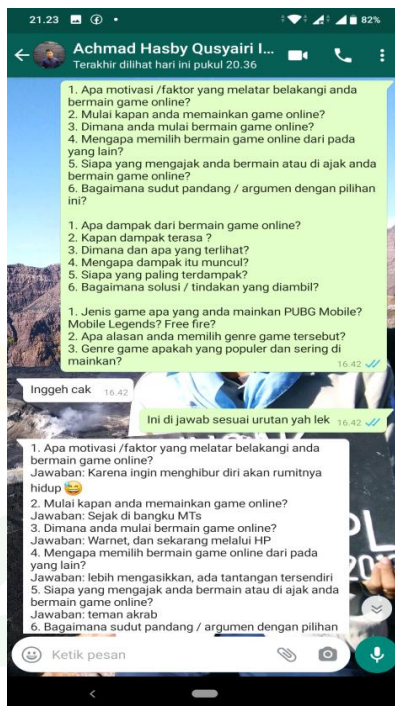 21.23
82%
Achmad Hasby Qusyairi I...
Terakhir dilihat hari ini pukul 20.36
1. Apa motivasi /faktor yang melatar belakangi anda
bermain game online?
2. Mulai kapan anda memainkan game online?
3. Dimana anda mulai bermain game online?
4. Mengapa memilih bermain game online dari pada
yang lain?
5. Siapa yang mengajak anda bermain atau di ajak anda
bermain game online?
6. Bagaimana sudut pandang / argumen dengan pilihan
ini?
1. Apa dampak dari bermain game online?
2. Kapan dampak terasa ?
3. Dimana dan apa yang terlihat?
4. Mengapa dampak itu muncul?
5. Siapa yang paling terdampak?
6. Bagaimana solusi / tindakan yang diambil?
1. Jenis game apa yang anda mainkan PUBG Mobile?
Mobile Legends? Free fire?
2. Apa alasan anda memilih genre game tersebut?
3. Genre game apakah yang populer dan sering di
mainkan?
16.42
Inggeh cak 16.42
Ini di jawab sesuai urutan yah lek 16.42
1. Apa motivasi /faktor yang melatar belakangi anda
bermain game online?
Jawaban: Karena ingin menghibur diri akan rumitnya
hidup 😅
2. Mulai kapan anda memainkan game online?
Jawaban: Sejak di bangku MTs
3. Dimana anda mulai bermain game online?
Jawaban: Warnet, dan sekarang melalui HP
4. Mengapa memilih bermain game online dari pada
yang lain?
Jawaban: lebih mengasikkan, ada tantangan tersendiri
5. Siapa yang mengajak anda bermain atau di ajak anda
bermain game online?
Jawaban: teman akrab
6. Bagaimana sudut pandang / argumen dengan pilihan
Ketik pesan